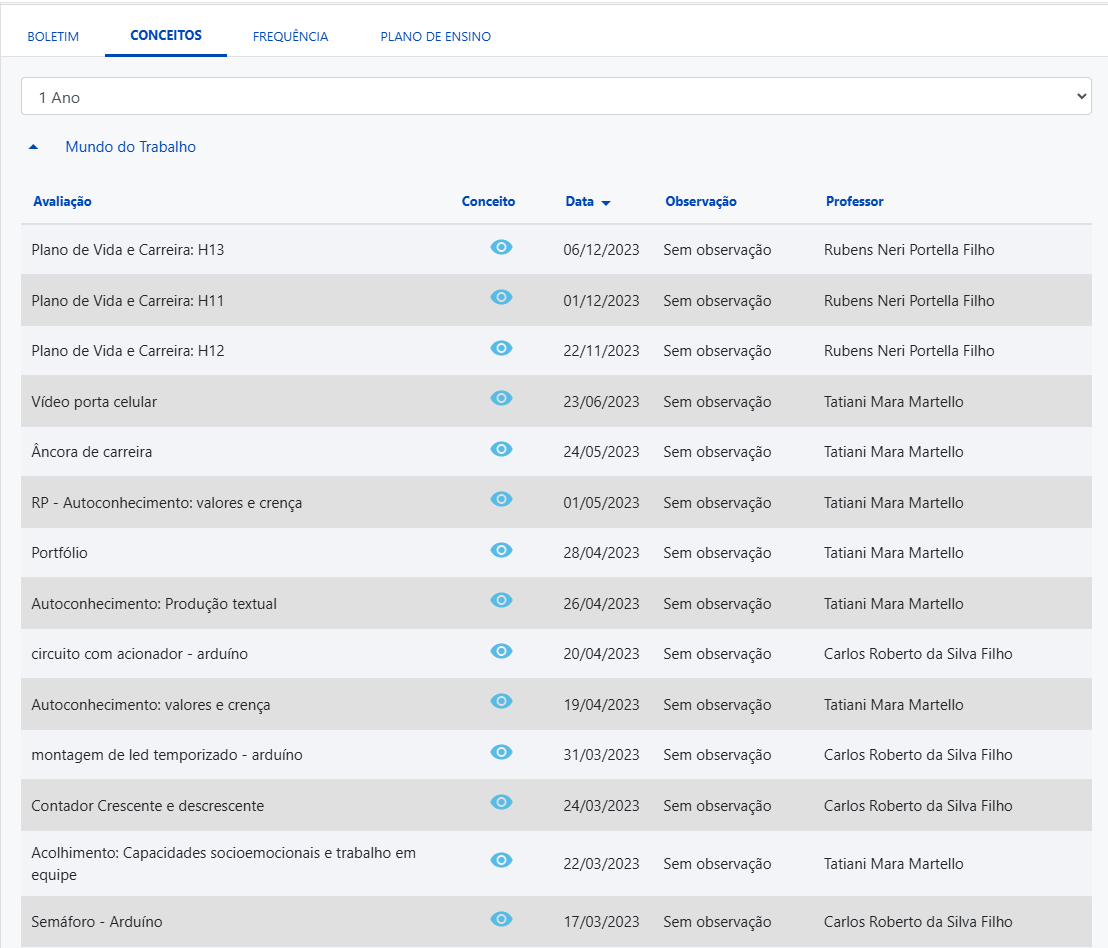 BOLETIM CONCEITOS FREQUÊNCIA PLANO DE ENSINO
1 Ano
Mundo do Trabalho
Avaliação Conceito Data Observação Professor
Plano de Vida e Carreira: H13 06/12/2023 Sem observação Rubens Neri Portella Filho
Plano de Vida e Carreira: H11 01/12/2023 Sem observação Rubens Neri Portella Filho
Plano de Vida e Carreira: H12 22/11/2023 Sem observação Rubens Neri Portella Filho
Vídeo porta celular 23/06/2023 Sem observação Tatiani Mara Martello
Âncora de carreira 24/05/2023 Sem observação Tatiani Mara Martello
RP - Autoconhecimento: valores e crença 01/05/2023 Sem observação Tatiani Mara Martello
Portfólio 28/04/2023 Sem observação Tatiani Mara Martello
Autoconhecimento: Produção textual 26/04/2023 Sem observação Tatiani Mara Martello
circuito com acionador - arduíno 20/04/2023 Sem observação Carlos Roberto da Silva Filho
Autoconhecimento: valores e crença 19/04/2023 Sem observação Tatiani Mara Martello
montagem de led temporizado - arduíno 31/03/2023 Sem observação Carlos Roberto da Silva Filho
Contador Crescente e descrescente 24/03/2023 Sem observação Carlos Roberto da Silva Filho
Acolhimento: Capacidades socioemocionais e trabalho em
equipe 22/03/2023 Sem observação Tatiani Mara Martello
Semáforo - Arduíno 17/03/2023 Sem observação Carlos Roberto da Silva Filho